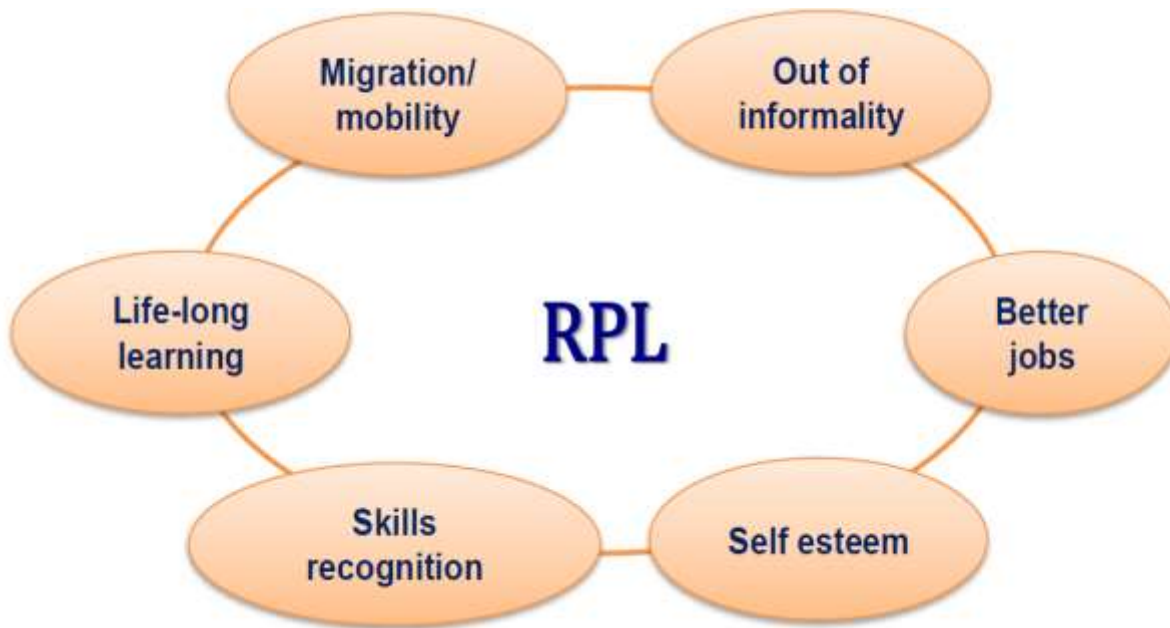 Migration/
mobility
Out of
informality
Life-long
learning
RPL
Better
jobs
Skills
recognition
Self esteem